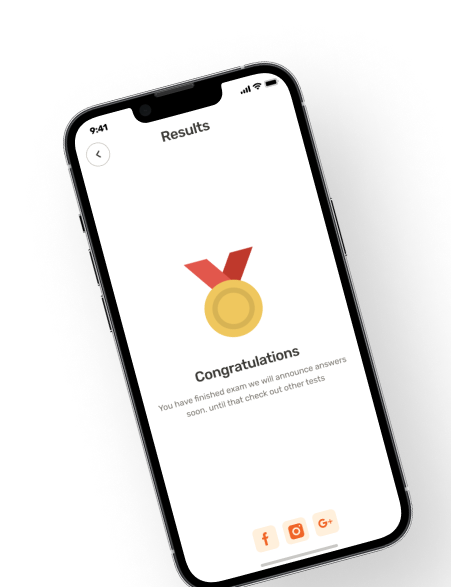 9:41
Results
Congratulations
You have finished exam we will announce answers
soon. until that check out other tests
f
G+